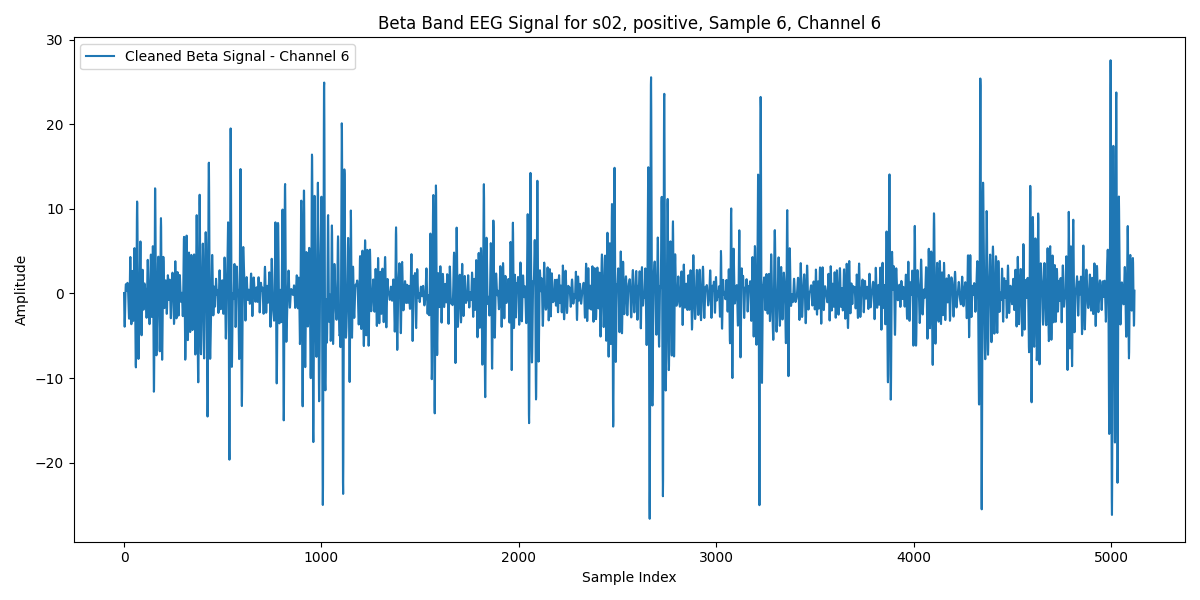 Beta Band EEG Signal for s02, positive, Sample 6, Channel 6
Cleaned Beta Signal - Channel 6
30
20
10
0
−10
−20
Amplitude
0 1000 2000 3000 4000 5000
Sample Index